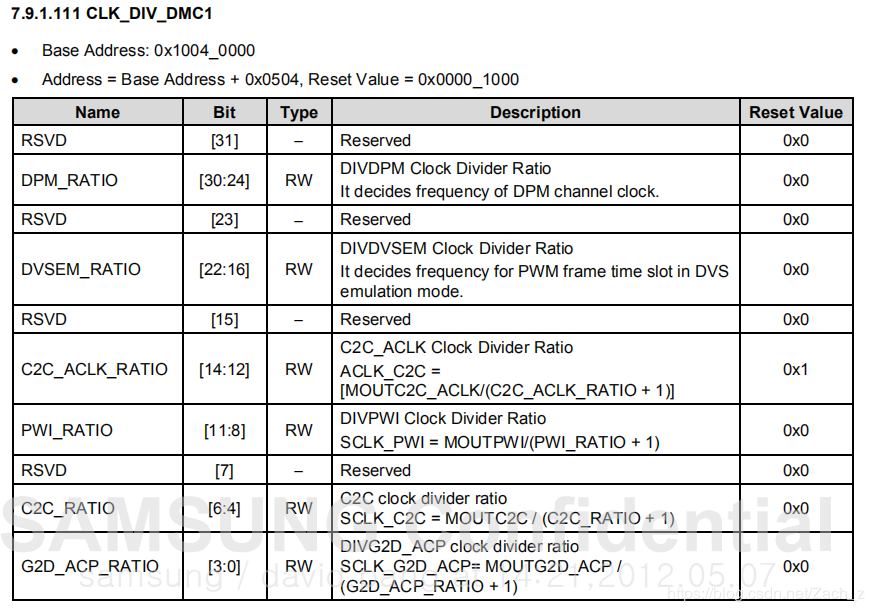 7.9.1.111 CLK_DIV_DMC1
• Base Address: 0x1004_0000
• Address = Base Address + 0x0504, Reset Value = 0x0000_1000
Name Bit Type Description Reset Value
RSVD [31] – Reserved 0x0
DPM_RATIO [30:24] RW DIVDPM Clock Divider Ratio
It decides frequency of DPM channel clock. 0x0
RSVD [23] – Reserved 0x0
DVSEM_RATIO [22:16] RW DIVDVSEM Clock Divider Ratio
It decides frequency for PWM frame time slot in DVS
emulation mode. 0x0
RSVD [15] – Reserved 0x0
C2C_ACLK_RATIO [14:12] RW C2C_ACLK Clock Divider Ratio
ACLK_C2C =
[MOUTC2C_ACLK/(C2C_ACLK_RATIO + 1)] 0x1
PWI_RATIO [11:8] RW DIVPWI Clock Divider Ratio
SCLK_PWI = MOUTPWI/(PWI_RATIO + 1) 0x0
RSVD [7] – Reserved 0x0
C2C_RATIO [6:4] RW C2C clock divider ratio
SCLK_C2C = MOUTC2C / (C2C_RATIO + 1) 0x0
SAMSUNG Confidential
G2D_ACP_RATIO [3:0] RW DIVG2D_ACP clock divider ratio
SCLK_G2D_ACP= MOUTG2D_ACP /
(G2D_ACP_RATIO + 1) 0x0
samsung / david 14:21,2012.05.07